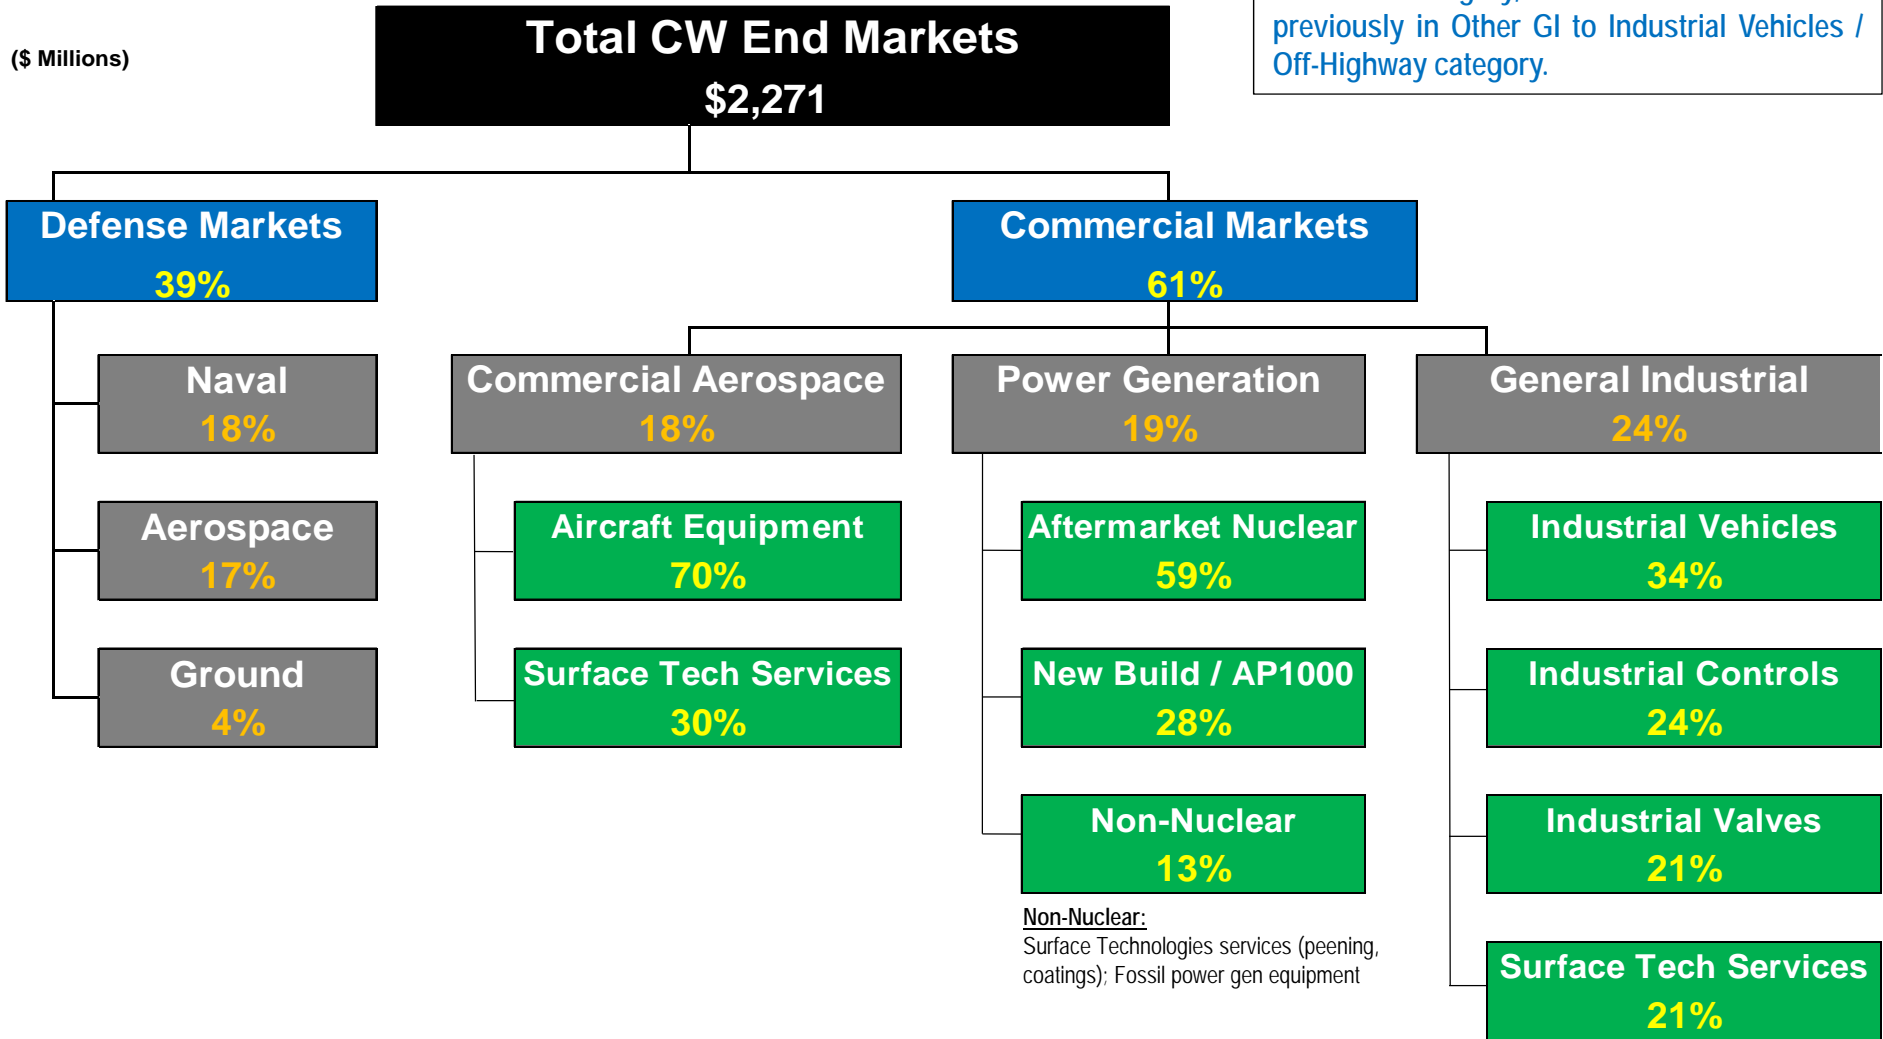 Total CW End Markets
$2,271
($ Millions)
previously in Other GI to Industrial Vehicles /
Off-Highway category.
Defense Markets
39%
Commercial Markets
61%
Naval
18%
Commercial Aerospace
18%
Power Generation
19%
General Industrial
24%
Aerospace
17%
Aircraft Equipment
70%
Aftermarket Nuclear
59%
Industrial Vehicles
34%
Ground
4%
Surface Tech Services
30%
New Build / AP1000
28%
Industrial Controls
24%
Non-Nuclear
13%
Industrial Valves
21%
Non-Nuclear:
Surface Technologies services (peening,
coatings); Fossil power gen equipment
Surface Tech Services
21%